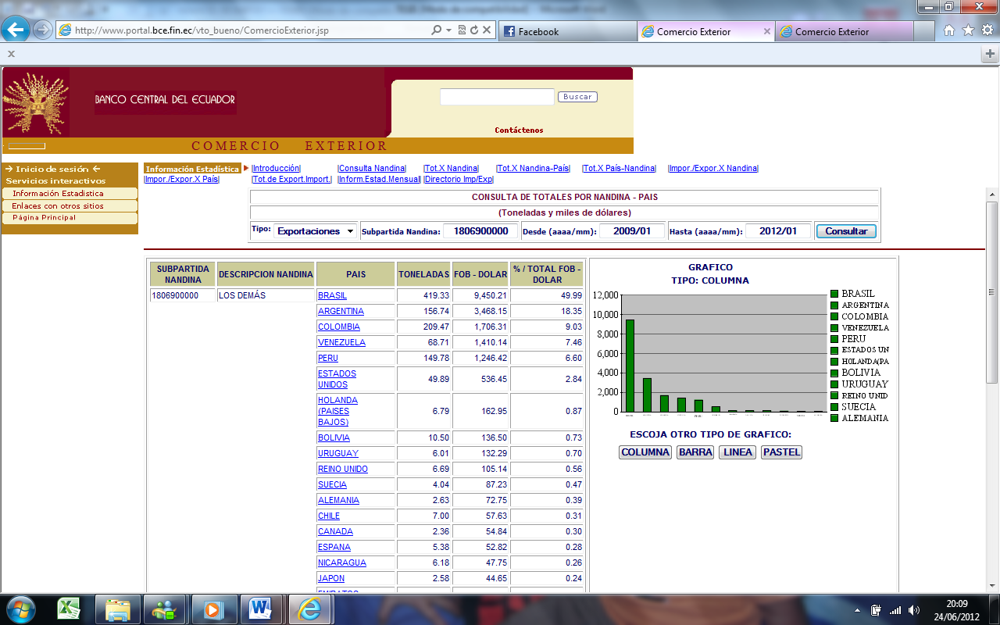 http://www.portal.bce.fin.ec/vto_bueno/ComercioExterior.jsp
Facebook
Comercio Exterior
Comercio Exterior
x
BANCO CENTRAL DEL ECUADOR
Buscar
Contáctenos
COMERCIO EXTERIOR
Inicio de sesión
Servicios interactivos
Información Estadistica
Enlaces con otros sitios
Página Principal
Información Estadística |Introducción| |Consulta Nandina| |Tot.X Nandina| |Tot.X Nandina-País| |Tot.X País-Nandina| |Impor./Expor.X Nandina|
|Impor./Expor.X País| |Tot.de Export.Import.| |Inform.Estad.Mensual| |Directorio Imp/Exp|
CONSULTA DE TOTALES POR NANDINA - PAIS
(Toneladas y miles de dólares)
Tipo: Exportaciones Subpartida Nandina: 1806900000 Desde (aaaa/mm): 2009/01 Hasta (aaaa/mm): 2012/01 Consultar
SUBPARTIDA NANDINA DESCRIPCION NANDINA PAIS TONELADAS FOB - DOLAR % / TOTAL FOB - DOLAR
1806900000 LOS DEMÁS BRASIL 419.33 9,450.21 49.99
ARGENTINA 156.74 3,468.15 18.35
COLOMBIA 209.47 1,706.31 9.03
VENEZUELA 68.71 1,410.14 7.46
PERU 149.78 1,246.42 6.60
ESTADOS UNIDOS 49.89 536.45 2.84
HOLANDA (PAISES BAJOS) 6.79 162.95 0.87
BOLIVIA 10.50 136.50 0.73
URUGUAY 6.01 132.29 0.70
REINO UNIDO 6.69 105.14 0.56
SUECIA 4.04 87.23 0.47
ALEMANIA 2.63 72.75 0.39
CHILE 7.00 57.63 0.31
CANADA 2.36 54.84 0.30
ESPANA 5.38 52.82 0.28
NICARAGUA 6.18 47.75 0.26
JAPON 2.58 44.65 0.24
GRAFICO
TIPO: COLUMNA
12,000
10,000
8,000
6,000
4,000
2,000
0
BRASIL
ARGENTINA
COLOMBIA
VENEZUELA
PERU
ESTADOS UN
HOLANDA(PA
BOLIVIA
URUGUAY
REINO UNID
SUECIA
ALEMANIA
ESCOJA OTRO TIPO DE GRAFICO:
COLUMNA BARRA LINEA PASTEL
20:09
24/06/2012